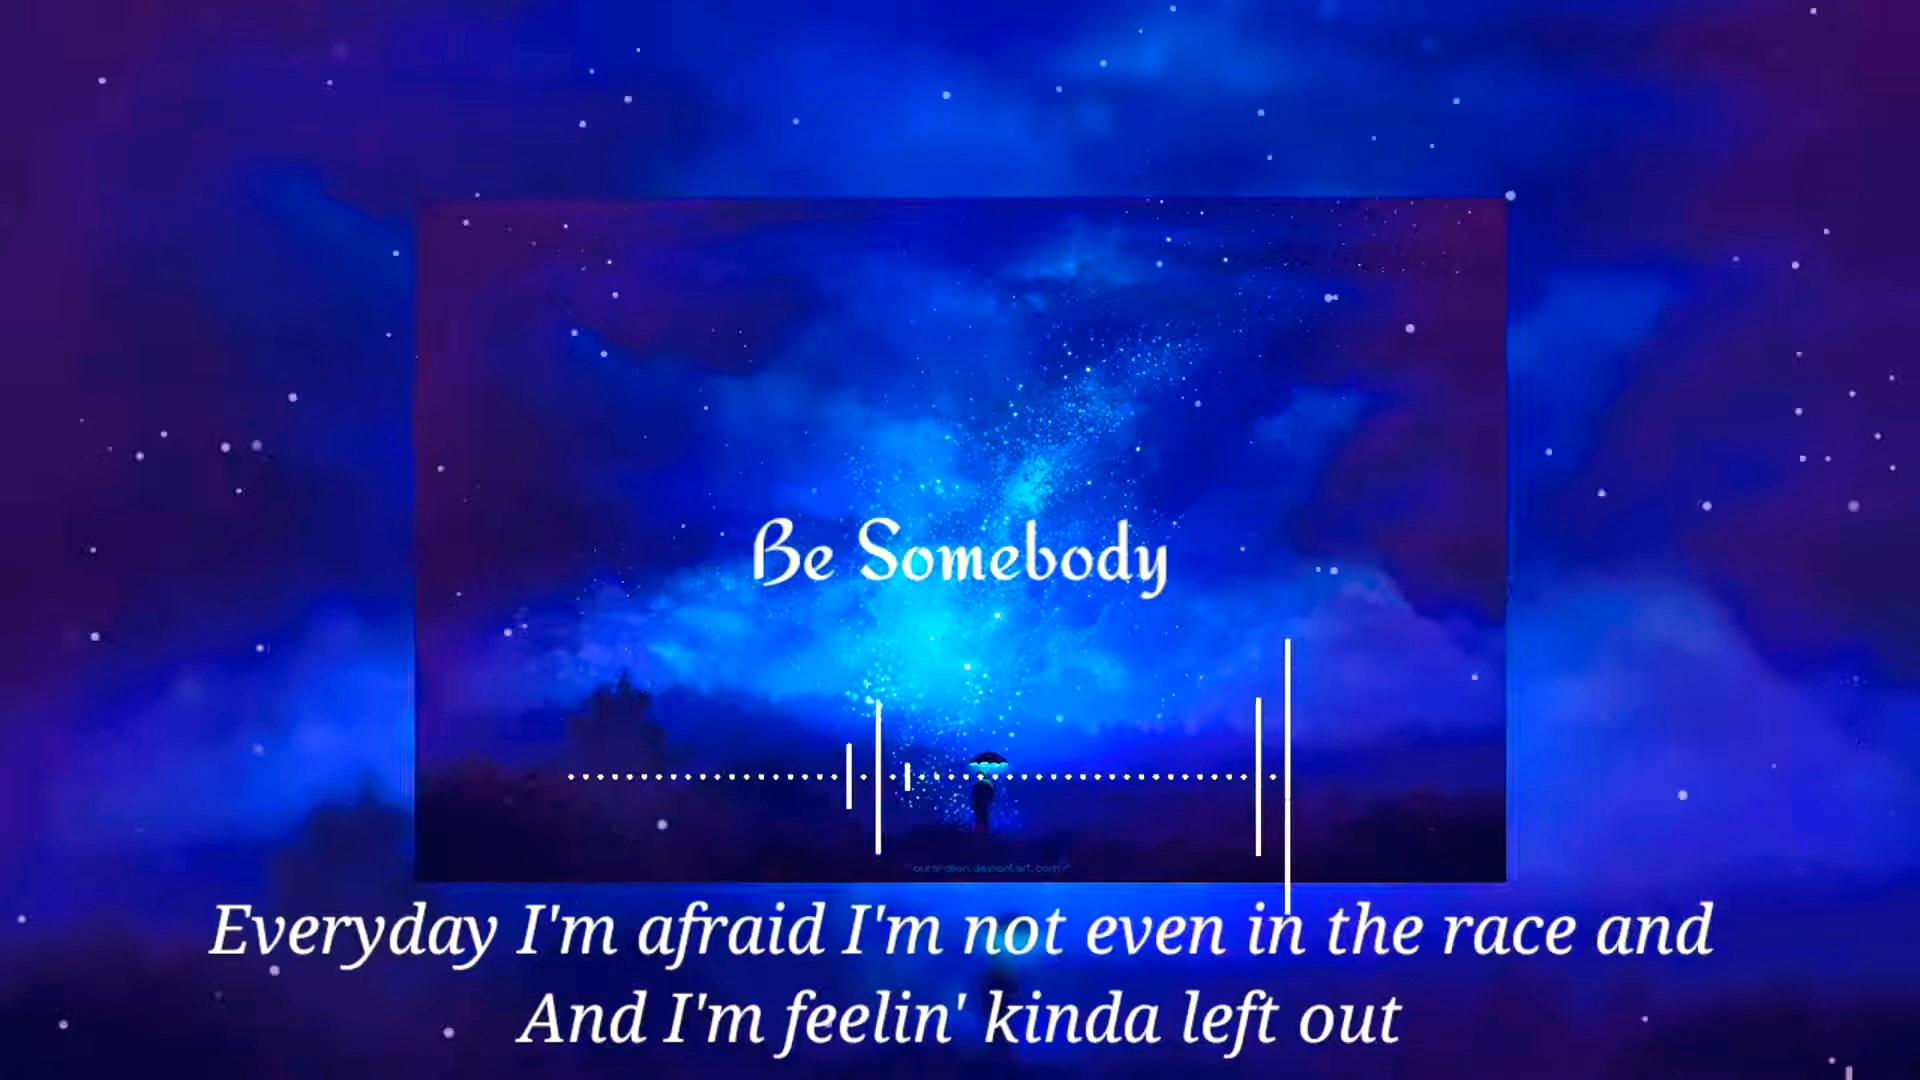 Be Somebody
Everyday I'm afraid I'm not even in the race and
And I'm feelin' kinda left out